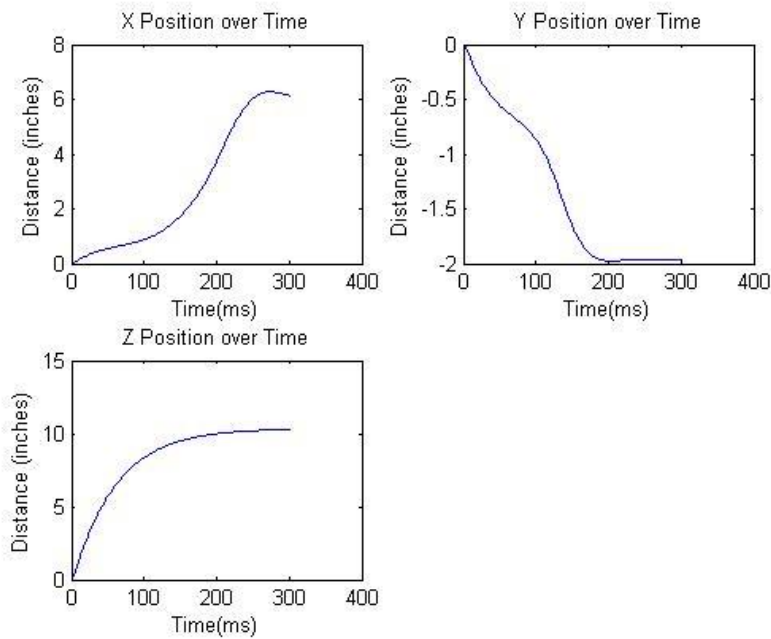 X Position over Time
Distance (inches)
8
6
4
2
0
0 100 200 300 400
Time(ms)
Y Position over Time
Distance (inches)
0
-0.5
-1
-1.5
-2
0 100 200 300 400
Time(ms)
Z Position over Time
Distance (inches)
15
10
5
0
0 100 200 300 400
Time(ms)